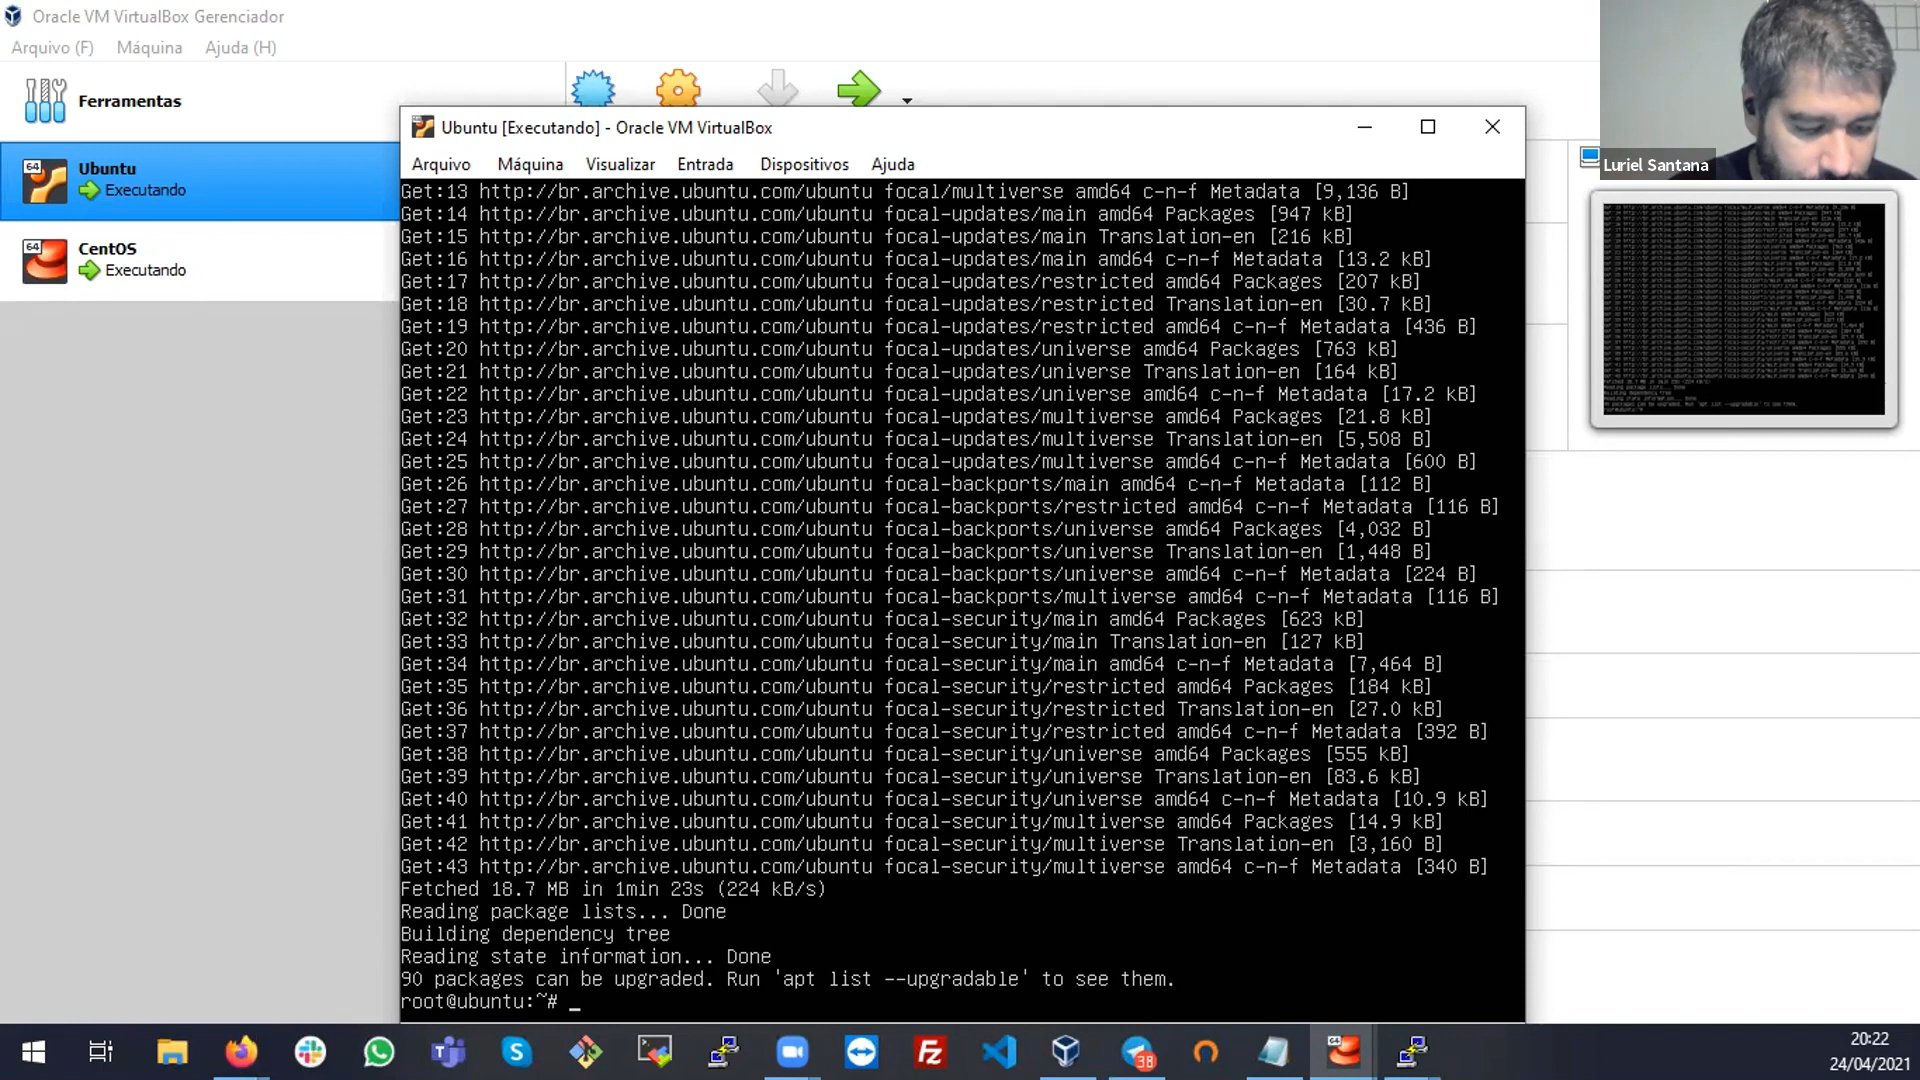 Oracle VM VirtualBox Gerenciador
Arquivo (F) Máquina Ajuda (H)
Ferramentas
64
Ubuntu
Executando
64
CentOS
Executando
Luriel Santana
Ubuntu [Executando] - Oracle VM VirtualBox
Arquivo Máquina Visualizar Entrada Dispositivos Ajuda
Get:13 http://br.archive.ubuntu.com/ubuntu focal/multiverse amd64 c-n-f Metadata [9,136 B]
Get:14 http://br.archive.ubuntu.com/ubuntu focal-updates/main amd64 Packages [947 kB]
Get:15 http://br.archive.ubuntu.com/ubuntu focal-updates/main Translation-en [216 kB]
Get:16 http://br.archive.ubuntu.com/ubuntu focal-updates/main amd64 c-n-f Metadata [13.2 kB]
Get:17 http://br.archive.ubuntu.com/ubuntu focal-updates/restricted amd64 Packages [207 kB]
Get:18 http://br.archive.ubuntu.com/ubuntu focal-updates/restricted Translation-en [30.7 kB]
Get:19 http://br.archive.ubuntu.com/ubuntu focal-updates/restricted amd64 c-n-f Metadata [436 B]
Get:20 http://br.archive.ubuntu.com/ubuntu focal-updates/universe amd64 Packages [763 kB]
Get:21 http://br.archive.ubuntu.com/ubuntu focal-updates/universe Translation-en [164 kB]
Get:22 http://br.archive.ubuntu.com/ubuntu focal-updates/universe amd64 c-n-f Metadata [17.2 kB]
Get:23 http://br.archive.ubuntu.com/ubuntu focal-updates/multiverse amd64 Packages [21.8 kB]
Get:24 http://br.archive.ubuntu.com/ubuntu focal-updates/multiverse Translation-en [5,508 B]
Get:25 http://br.archive.ubuntu.com/ubuntu focal-updates/multiverse amd64 c-n-f Metadata [600 B]
Get:26 http://br.archive.ubuntu.com/ubuntu focal-backports/main amd64 c-n-f Metadata [112 B]
Get:27 http://br.archive.ubuntu.com/ubuntu focal-backports/restricted amd64 c-n-f Metadata [116 B]
Get:28 http://br.archive.ubuntu.com/ubuntu focal-backports/universe amd64 Packages [4,032 B]
Get:29 http://br.archive.ubuntu.com/ubuntu focal-backports/universe Translation-en [1,448 B]
Get:30 http://br.archive.ubuntu.com/ubuntu focal-backports/universe amd64 c-n-f Metadata [224 B]
Get:31 http://br.archive.ubuntu.com/ubuntu focal-backports/multiverse amd64 c-n-f Metadata [116 B]
Get:32 http://br.archive.ubuntu.com/ubuntu focal-security/main amd64 Packages [623 kB]
Get:33 http://br.archive.ubuntu.com/ubuntu focal-security/main Translation-en [127 kB]
Get:34 http://br.archive.ubuntu.com/ubuntu focal-security/main amd64 c-n-f Metadata [7,464 B]
Get:35 http://br.archive.ubuntu.com/ubuntu focal-security/restricted amd64 Packages [184 kB]
Get:36 http://br.archive.ubuntu.com/ubuntu focal-security/restricted Translation-en [27.0 kB]
Get:37 http://br.archive.ubuntu.com/ubuntu focal-security/restricted amd64 c-n-f Metadata [392 B]
Get:38 http://br.archive.ubuntu.com/ubuntu focal-security/universe amd64 Packages [555 kB]
Get:39 http://br.archive.ubuntu.com/ubuntu focal-security/universe Translation-en [83.6 kB]
Get:40 http://br.archive.ubuntu.com/ubuntu focal-security/universe amd64 c-n-f Metadata [10.9 kB]
Get:41 http://br.archive.ubuntu.com/ubuntu focal-security/multiverse amd64 Packages [14.9 kB]
Get:42 http://br.archive.ubuntu.com/ubuntu focal-security/multiverse Translation-en [3,160 B]
Get:43 http://br.archive.ubuntu.com/ubuntu focal-security/multiverse amd64 c-n-f Metadata [340 B]
Fetched 18.7 MB in 1min 23s (224 kB/s)
Reading package lists... Done
Building dependency tree
Reading state information... Done
90 packages can be upgraded. Run 'apt list --upgradable' to see them.
root@ubuntu:~# _
38
64
20:22
24/04/2021